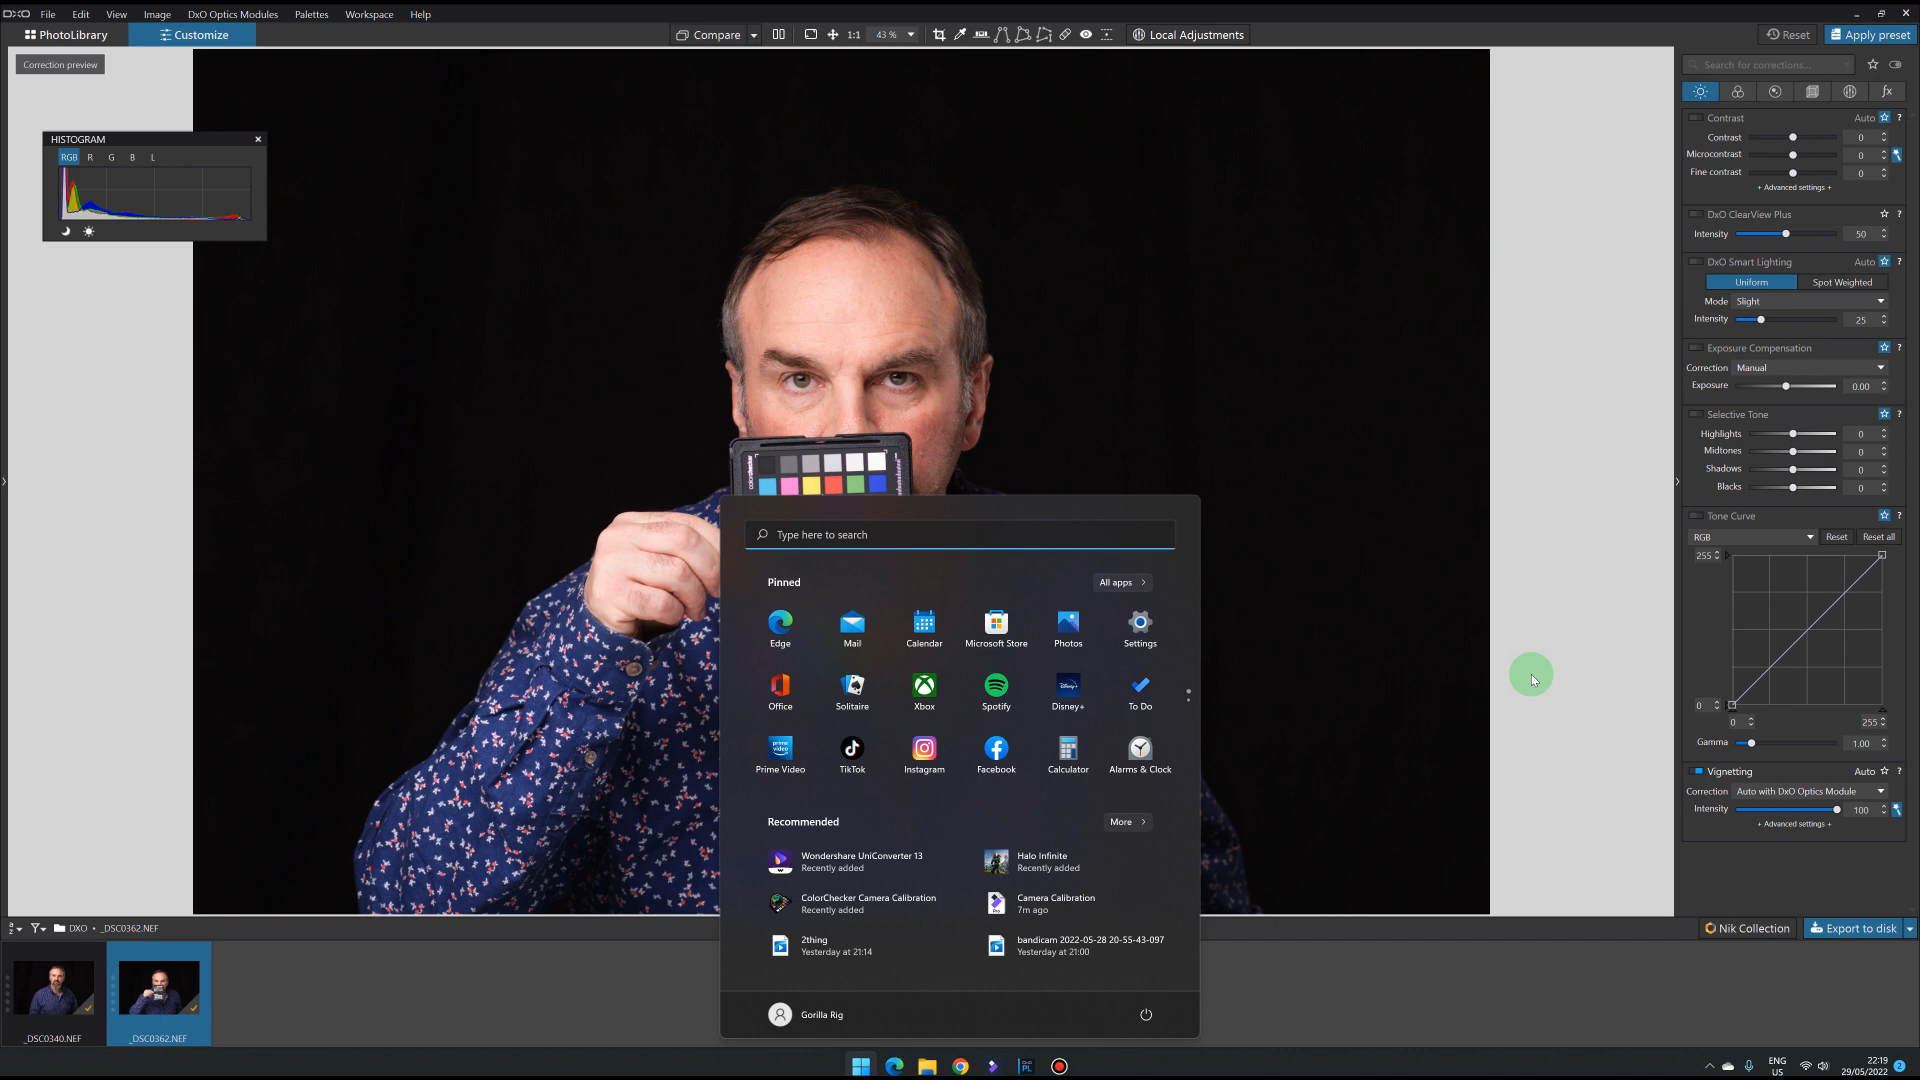 DXO File Edit View Image DxO Optics Modules Palettes Workspace Help
PhotoLibrary Customize Compare 1:1 43 % Local Adjustments Reset Apply preset
Correction preview
Search for corrections...
HISTOGRAM
RGB R G B L
Contrast Auto ?
Contrast 0
Microcontrast 0
Fine contrast 0
+ Advanced settings +
DxO ClearView Plus ?
Intensity 50
DxO Smart Lighting Auto ?
Uniform Spot Weighted
Mode Slight
Intensity 25
Exposure Compensation ?
Correction Manual
Exposure 0.00
Selective Tone ?
Highlights 0
Midtones 0
Shadows 0
Blacks 0
Tone Curve ?
RGB Reset Reset all
255
0
0 255
Gamma 1.00
Vignetting Auto ?
Correction Auto with DxO Optics Module
Intensity 100
+ Advanced settings +
colorchecker
Type here to search
Pinned All apps
Edge Mail Calendar Microsoft Store Photos Settings
Office Solitaire Xbox Spotify Disney+ To Do
Prime Video TikTok Instagram Facebook Calculator Alarms & Clock
Recommended More
Wondershare UniConverter 13
Recently added
Halo Infinite
Recently added
ColorChecker Camera Calibration
Recently added
Camera Calibration
7m ago
2thing
Yesterday at 21:14
bandicam 2022-05-28 20-55-43-097
Yesterday at 21:00
Gorilla Rig
DXO • _DSC0362.NEF
Nik Collection Export to disk
_DSC0340.NEF _DSC0362.NEF
ENG
US
22:19
29/05/2022
2